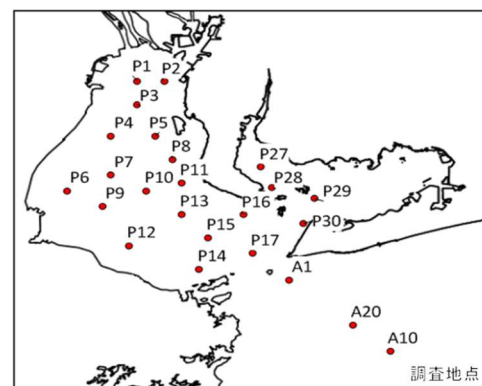 P1 P2
P3
P4 P5
P8
P27
P7 P11 P28
P6 P10 P29
P9 P13 P16
P30
P15
P12 P17
P14
A1
A20
A10
調査地点